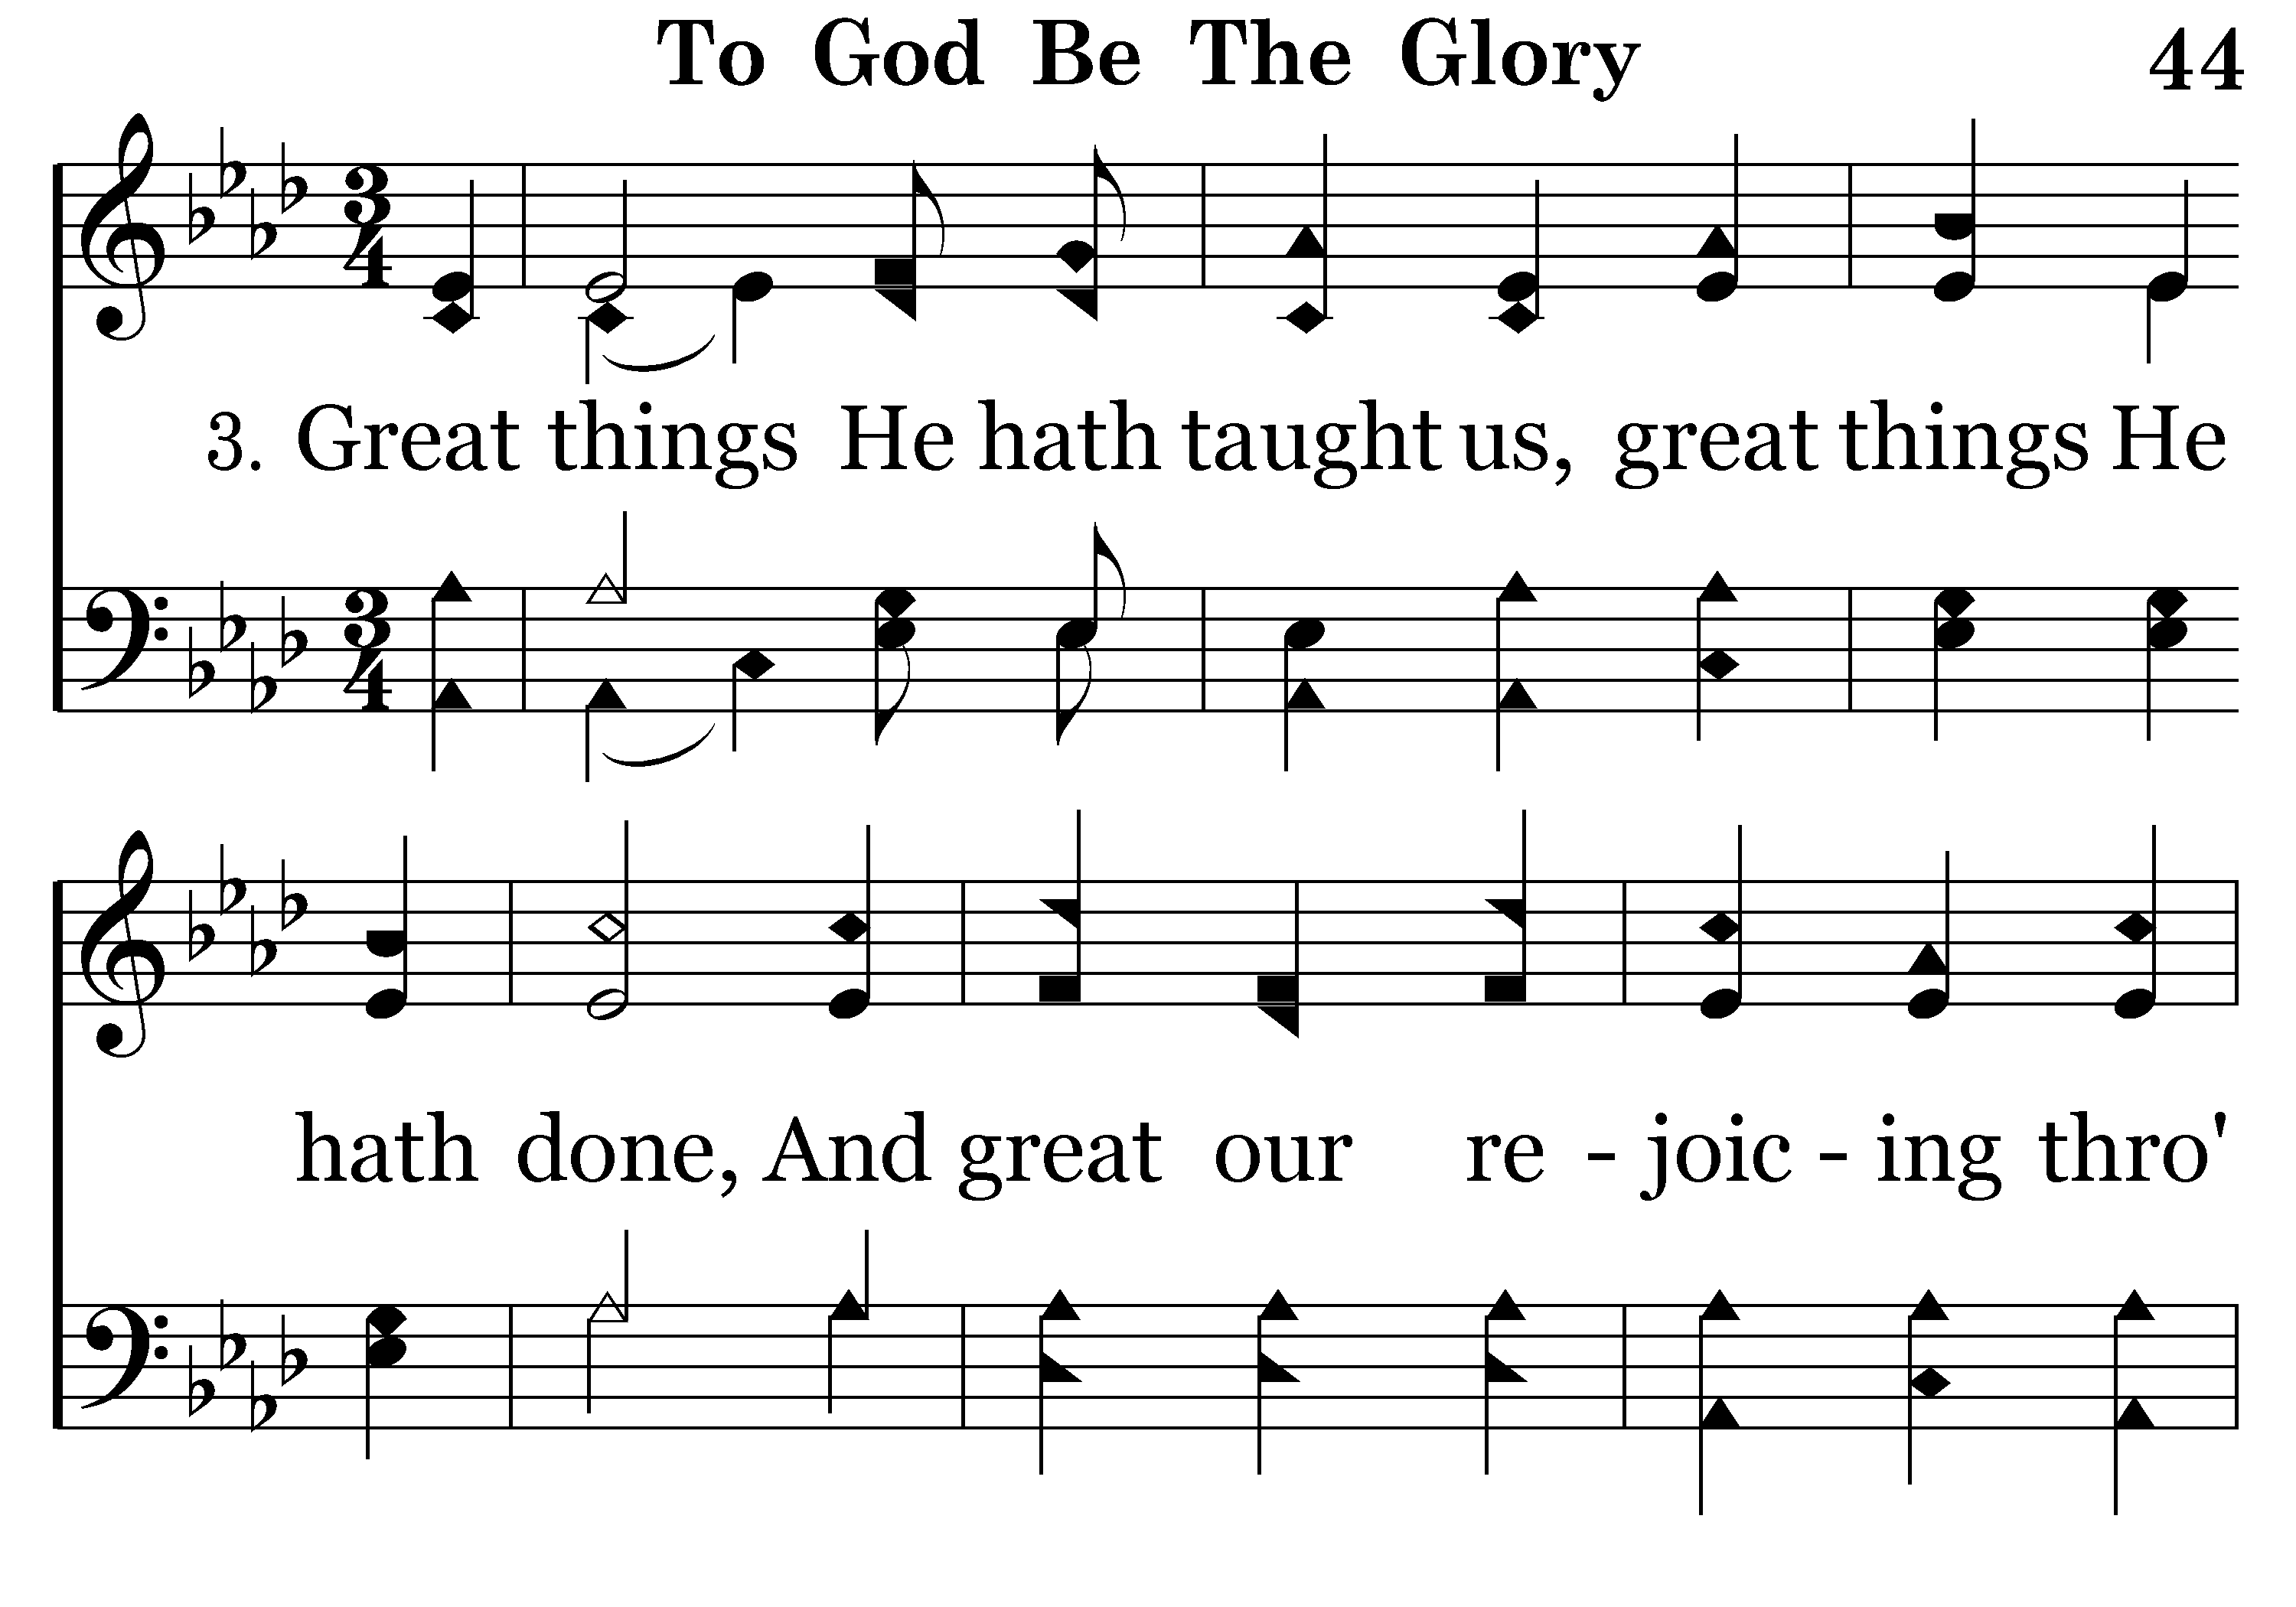 To God Be The Glory 44
3. Great things He hath taught us, great things He
hath done, And great our re - joic - ing thro'